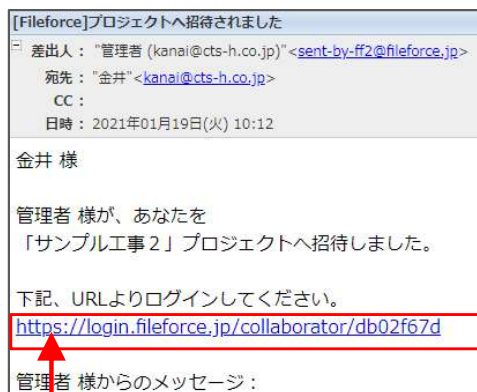 [Fileforce]プロジェクトへ招待されました
差出人： "管理者 (kanai@cts-h.co.jp)"<sent-by-ff2@fileforce.jp>
宛先： "金井"<kanai@cts-h.co.jp>
CC：
日時： 2021年01月19日(火) 10:12
金井 様
管理者 様が、あなたを
「サンプル工事２」プロジェクトへ招待しました。
下記、URLよりログインしてください。
https://login.fileforce.jp/collaborator/db02f67d
管理者 様からのメッセージ：